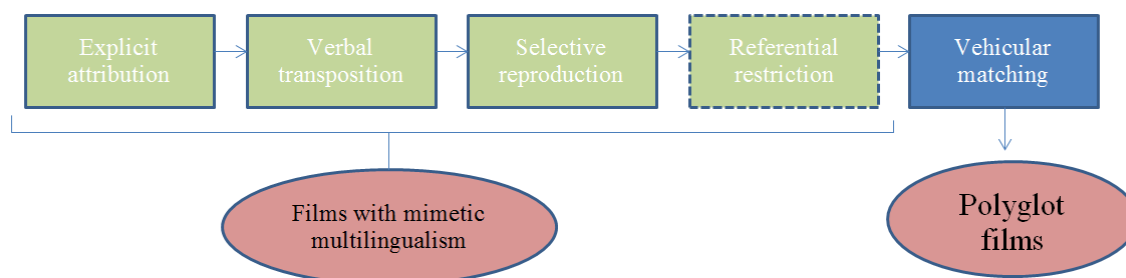 Explicit
attribution
Verbal
transposition
Selective
reproduction
Referential
restriction
Vehicular
matching
Films with mimetic
multilingualism
Polyglot
films